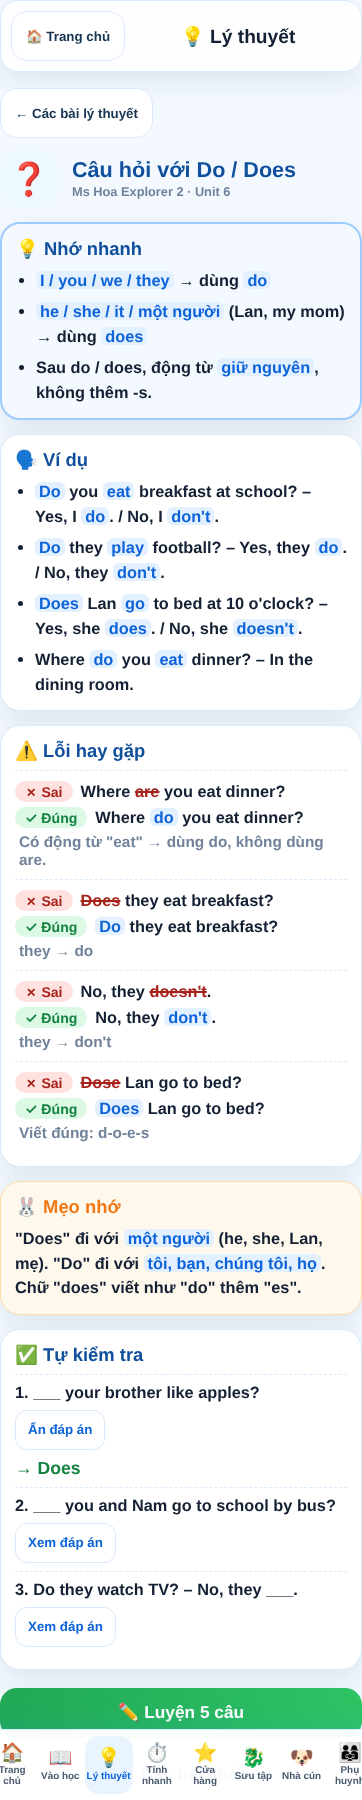 Trang chủ
Lý thuyết
← Các bài lý thuyết
Câu hỏi với Do / Does
Ms Hoa Explorer 2 · Unit 6
Nhớ nhanh
• I / you / we / they → dùng do
• he / she / it / một người (Lan, my mom)
→ dùng does
• Sau do / does, động từ giữ nguyên,
không thêm -s.
Ví dụ
• Do you eat breakfast at school? –
Yes, I do. / No, I don't.
• Do they play football? – Yes, they do.
/ No, they don't.
• Does Lan go to bed at 10 o'clock? –
Yes, she does. / No, she doesn't.
• Where do you eat dinner? – In the
dining room.
Lỗi hay gặp
✕ Sai Where are you eat dinner?
✓ Đúng Where do you eat dinner?
Có động từ "eat" → dùng do, không dùng
are.
✕ Sai Does they eat breakfast?
✓ Đúng Do they eat breakfast?
they → do
✕ Sai No, they doesn't.
✓ Đúng No, they don't.
they → don't
✕ Sai Dose Lan go to bed?
✓ Đúng Does Lan go to bed?
Viết đúng: d-o-e-s
Mẹo nhớ
"Does" đi với một người (he, she, Lan,
mẹ). "Do" đi với tôi, bạn, chúng tôi, họ.
Chữ "does" viết như "do" thêm "es".
Tự kiểm tra
1. ___ your brother like apples?
Ẩn đáp án
→ Does
2. ___ you and Nam go to school by bus?
Xem đáp án
3. Do they watch TV? – No, they ___.
Xem đáp án
Luyện 5 câu
Trang chủ
Vào học
Lý thuyết
Tính nhanh
Cửa hàng
Sưu tập
Nhà cún
Phụ huynh